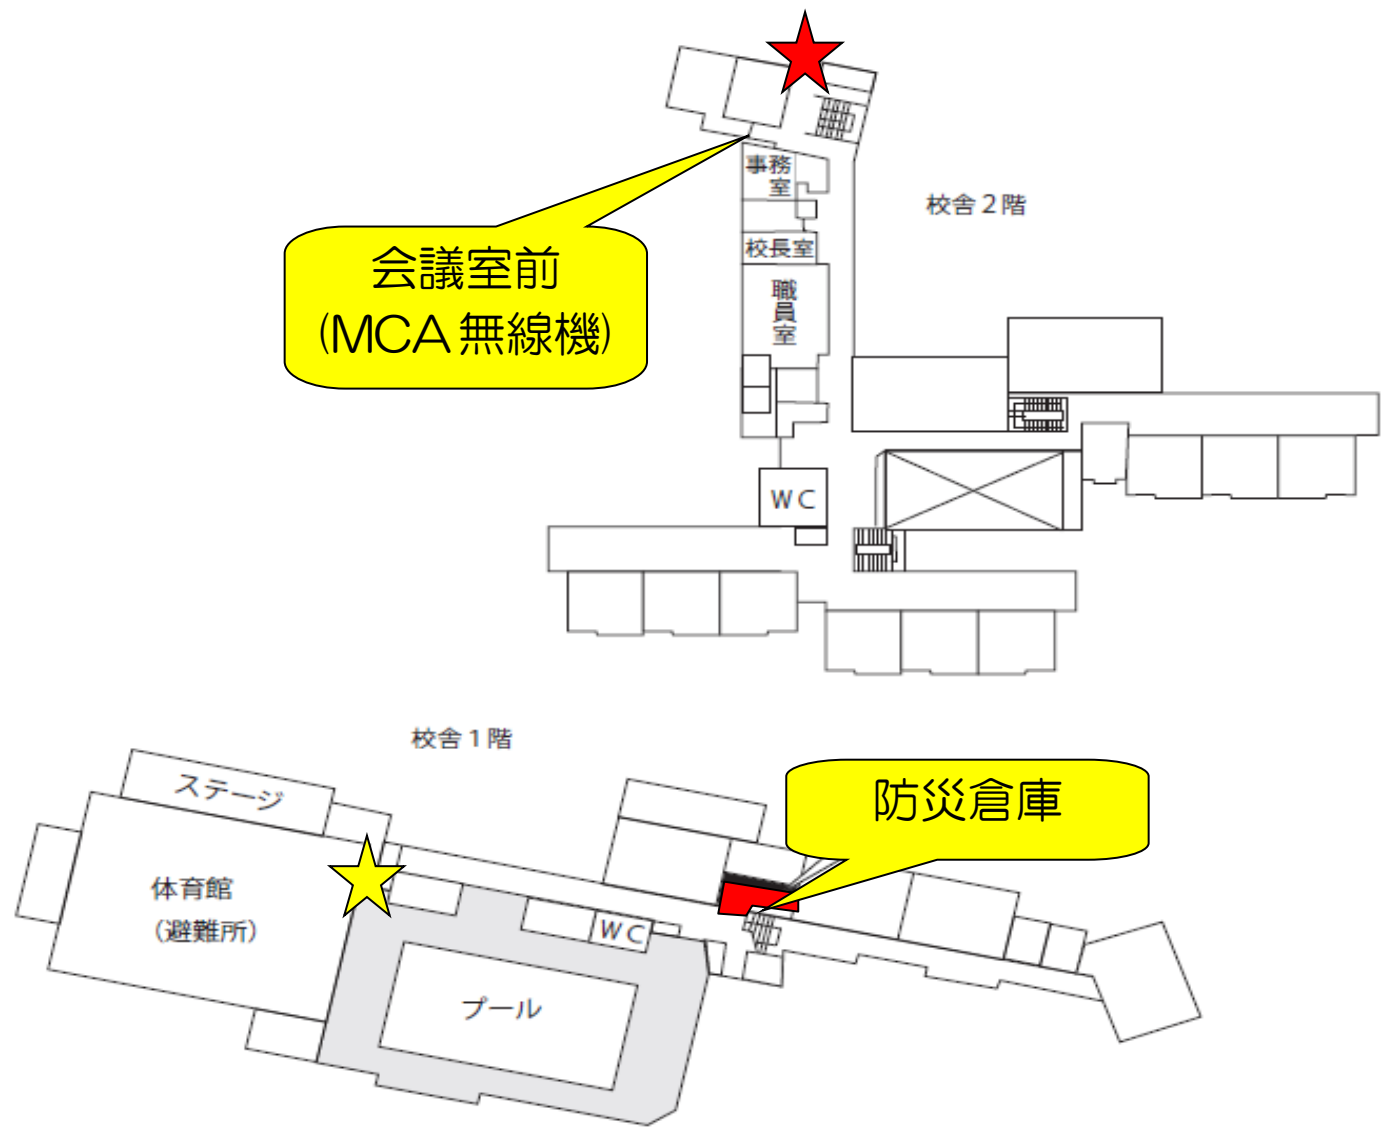 事務
室
校舎２階
会議室前
(MCA無線機)
校長室
職
員
室
ＷＣ
校舎１階
ステージ
防災倉庫
体育館
（避難所）
ＷＣ
プール